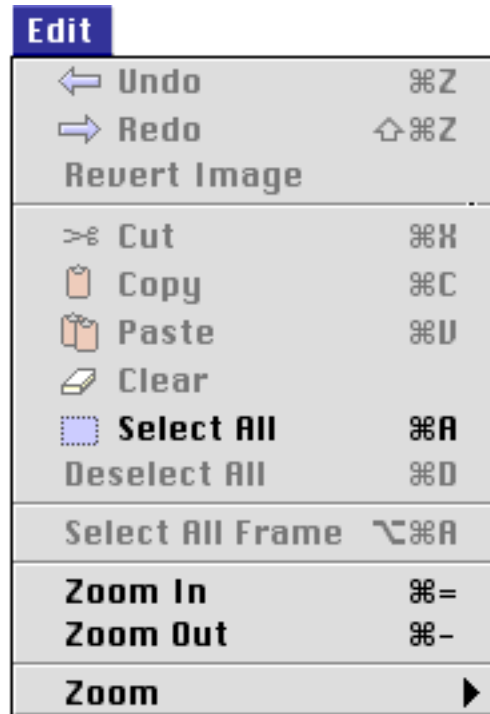 Edit
Undo ⌘Z
Redo ⇧⌘Z
Revert Image
Cut ⌘X
Copy ⌘C
Paste ⌘V
Clear
Select All ⌘A
Deselect All ⌘D
Select All Frame ⌥⌘A
Zoom In ⌘=
Zoom Out ⌘-
Zoom